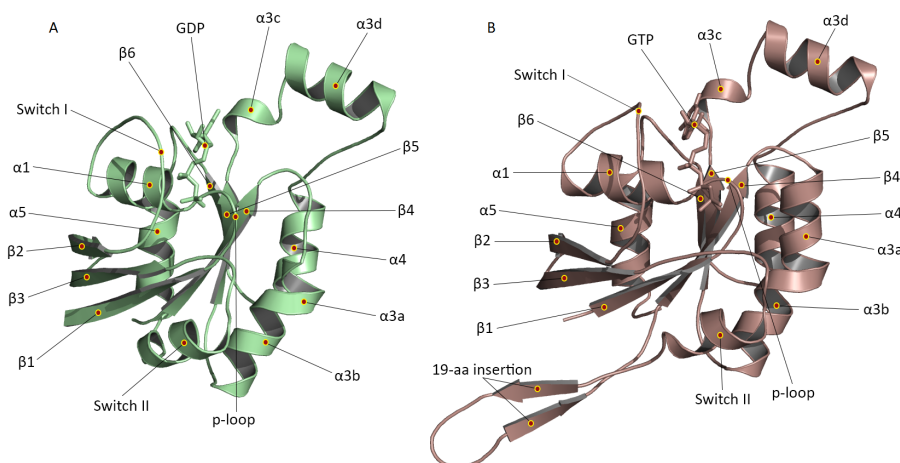 A
GDP
α3c
α3d
β6
Switch I
β5
α1
α5
β4
β2
α4
β3
α3a
β1
α3b
Switch II
p-loop
B
GTP
α3c
α3d
Switch I
β6
β5
α1
β4
α5
α4
β2
α3a
β3
α3b
β1
19-aa insertion
Switch II
p-loop